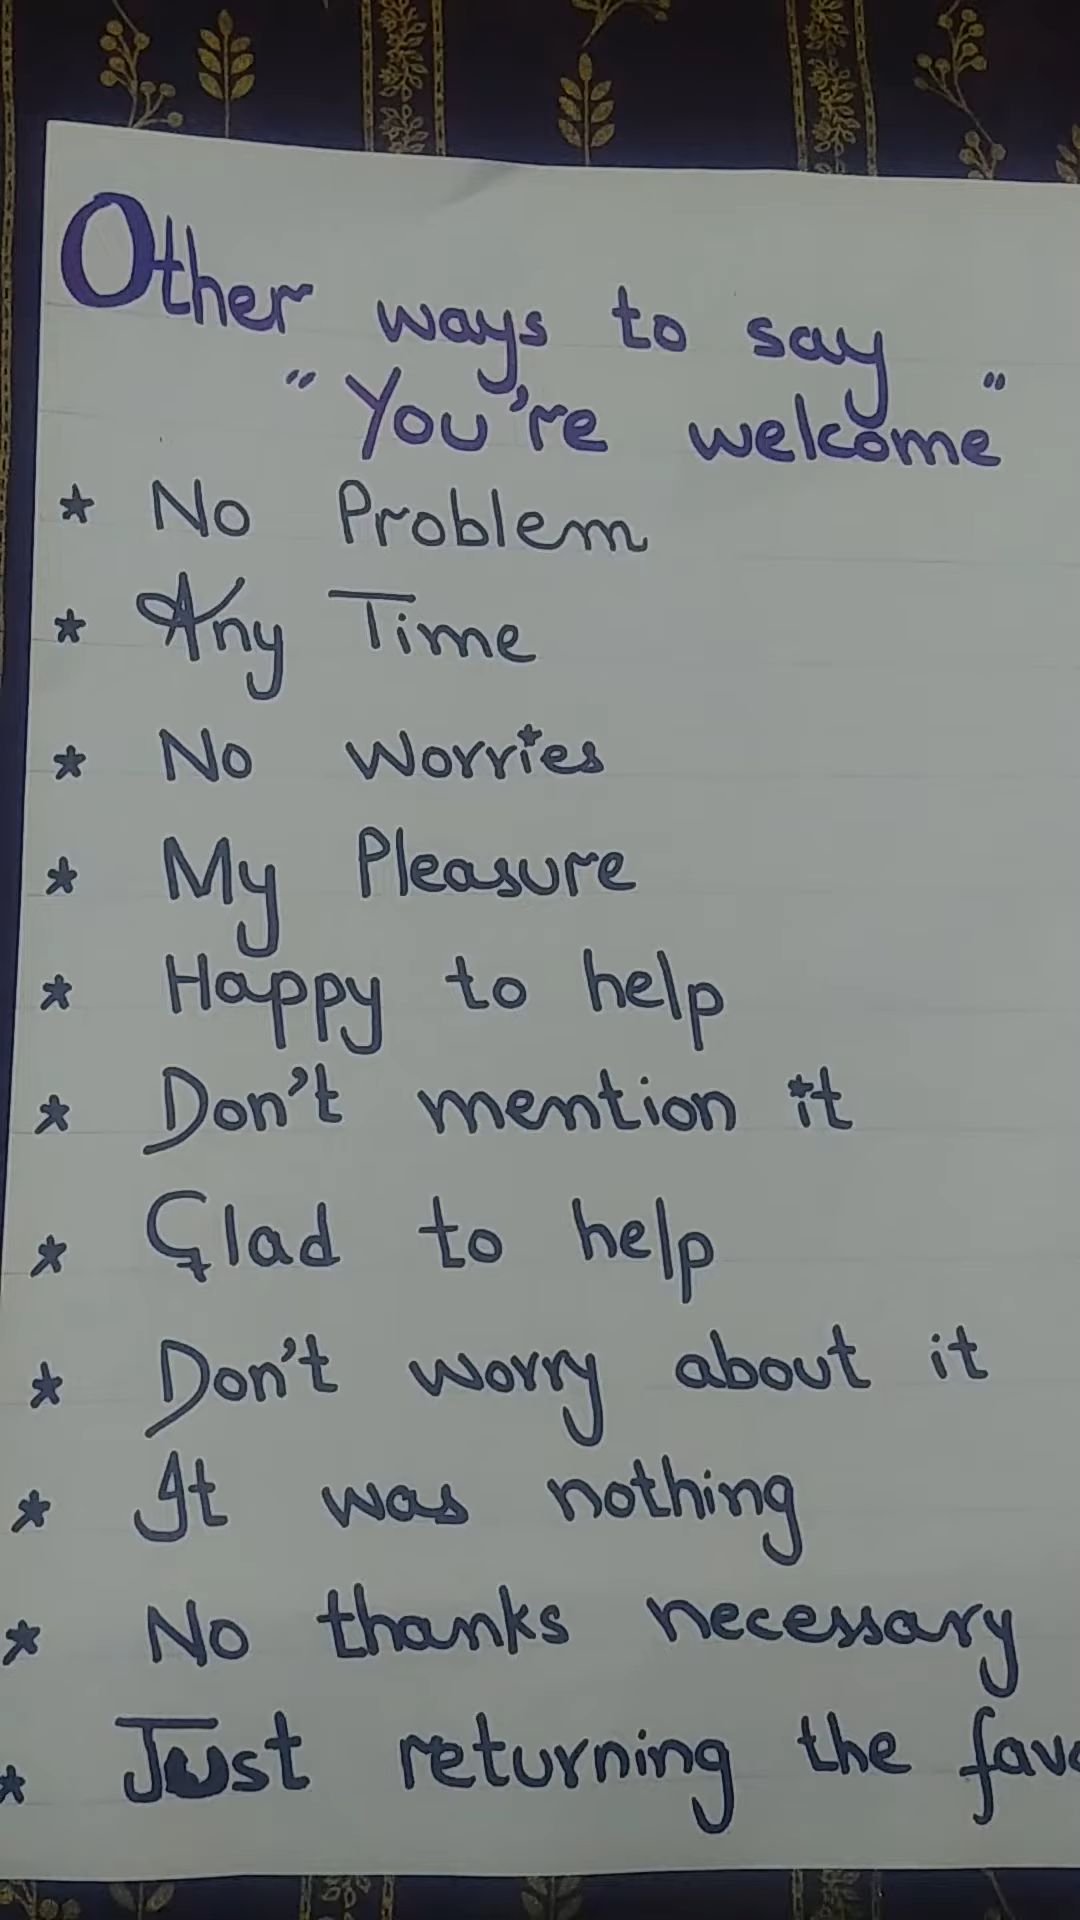 Other ways to say
"You're welcome"
* No Problem
* Any Time
* No Worries
* My Pleasure
* Happy to help
* Don't mention it
* Glad to help
* Don't worry about it
* It was nothing
* No thanks necessary
* Just returning the